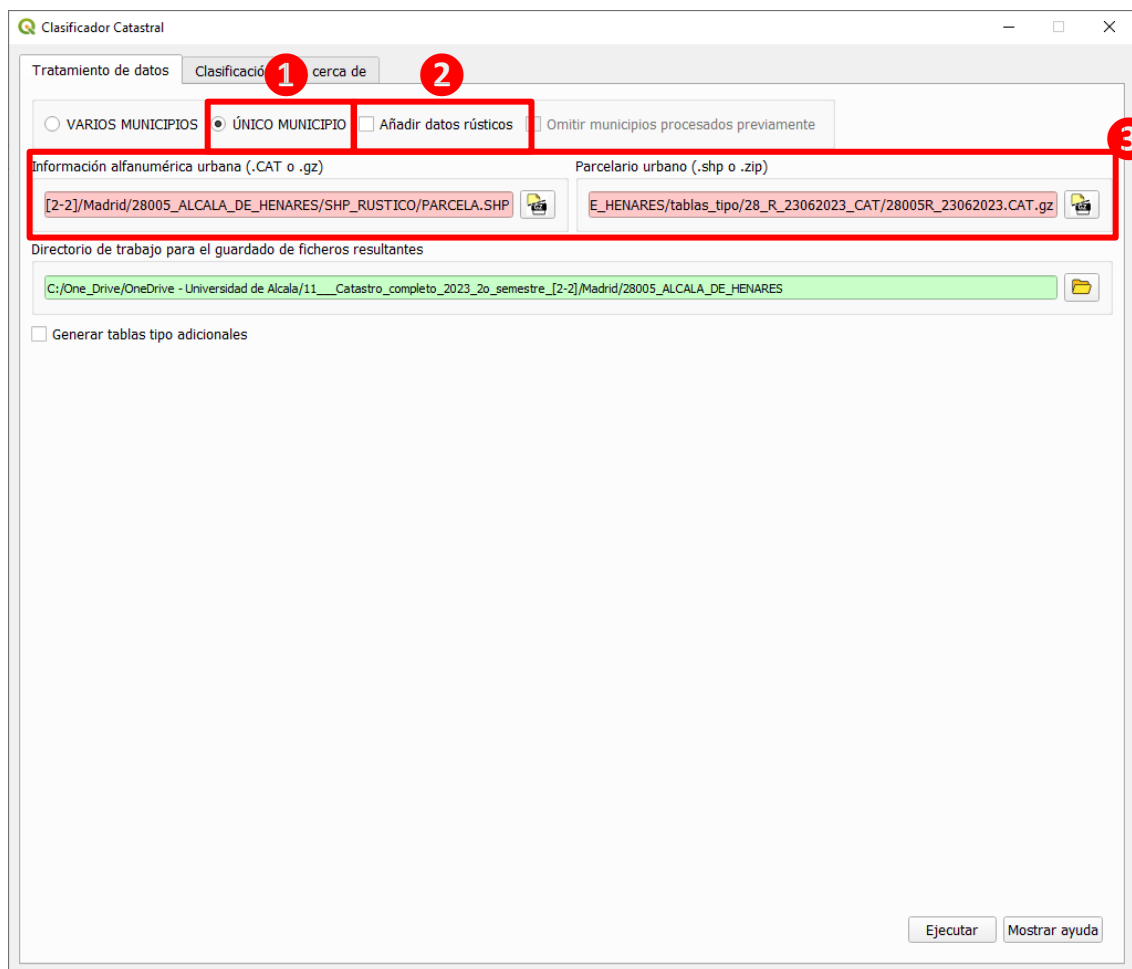 Clasificador Catastral
Tratamiento de datos Clasificació cerca de
1 2
VARIOS MUNICIPIOS ÚNICO MUNICIPIO Añadir datos rústicos Omitir municipios procesados previamente
3
Información alfanumérica urbana (.CAT o .gz) Parcelario urbano (.shp o .zip)
[2-2]/Madrid/28005_ALCALA_DE_HENARES/SHP_RUSTICO/PARCELA.SHP E_HENARES/tablas_tipo/28_R_23062023_CAT/28005R_23062023.CAT.gz
Directorio de trabajo para el guardado de ficheros resultantes
C:/One_Drive/OneDrive - Universidad de Alcala/11___Catastro_completo_2023_2o_semestre_[2-2]/Madrid/28005_ALCALA_DE_HENARES
Generar tablas tipo adicionales
Ejecutar Mostrar ayuda